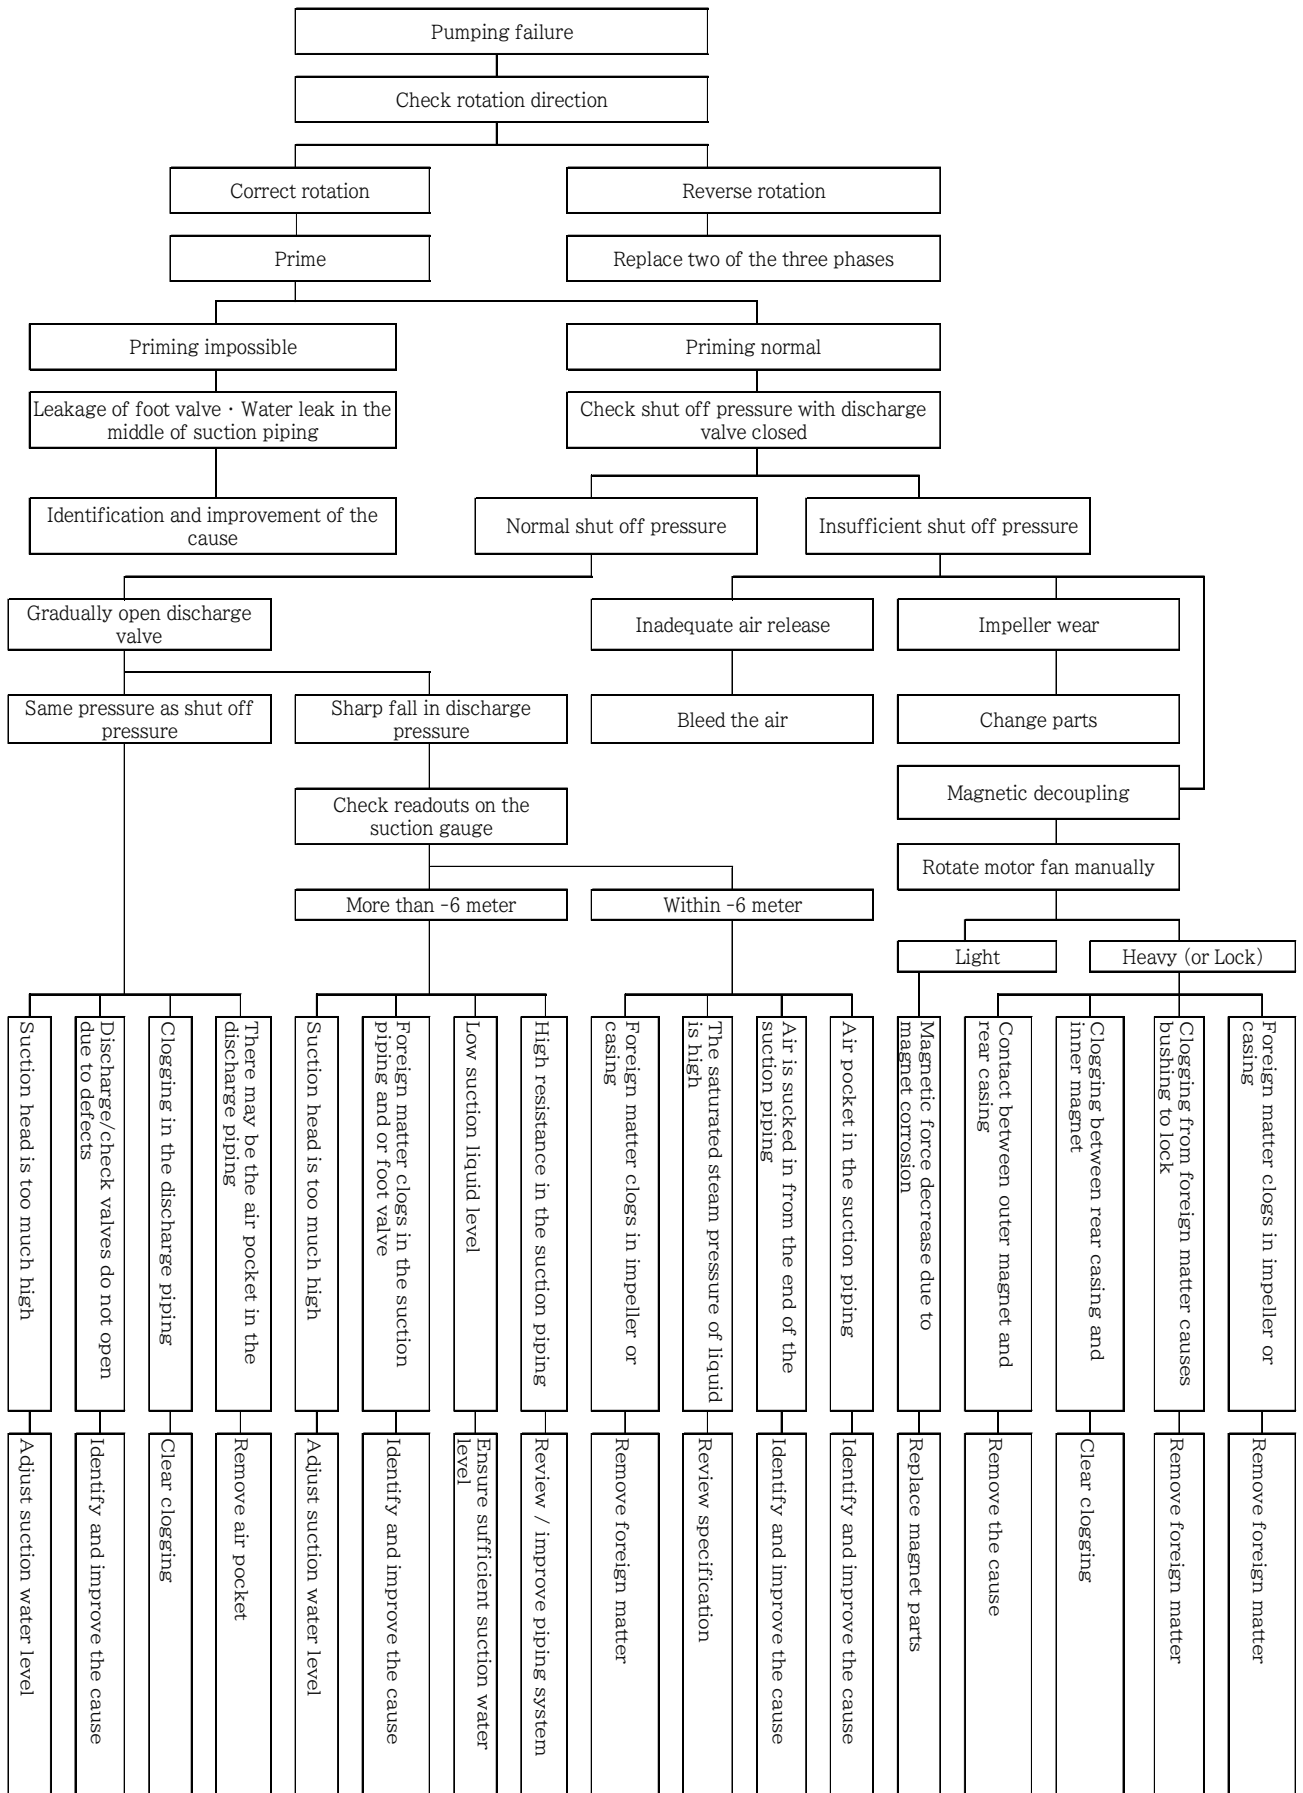 Pumping failure
Check rotation direction
Correct rotation
Reverse rotation
Prime
Replace two of the three phases
Priming impossible
Priming normal
Leakage of foot valve・Water leak in the
middle of suction piping
Check shut off pressure with discharge
valve closed
Identification and improvement of the
cause
Normal shut off pressure
Insufficient shut off pressure
Gradually open discharge
valve
Inadequate air release
Impeller wear
Same pressure as shut off
pressure
Sharp fall in discharge
pressure
Bleed the air
Change parts
Magnetic decoupling
Check readouts on the
suction gauge
Rotate motor fan manually
More than -6 meter
Within -6 meter
Light
Heavy (or Lock)
Suction head is too much high
Discharge/check valves do not open
due to defects
Clogging in the discharge piping
There may be the air pocket in the
discharge piping
Suction head is too much high
Foreign matter clogs in the suction
piping and or foot valve
Low suction liquid level
High resistance in the suction piping
Foreign matter clogs in impeller or
casing
The saturated steam pressure of liquid
is high
Air is sucked in from the end of the
suction piping
Air pocket in the suction piping
Magnetic force decrease due to
magnet corrosion
Contact between outer magnet and
rear casing
Clogging between rear casing and
inner magnet
Clogging from foreign matter causes
bushing to lock
Foreign matter clogs in impeller or
casing
Adjust suction water level
Identify and improve the cause
Clear clogging
Remove air pocket
Adjust suction water level
Identify and improve the cause
Ensure sufficient suction water
level
Review / improve piping system
Remove foreign matter
Review specification
Identify and improve the cause
Identify and improve the cause
Replace magnet parts
Remove the cause
Clear clogging
Remove foreign matter
Remove foreign matter